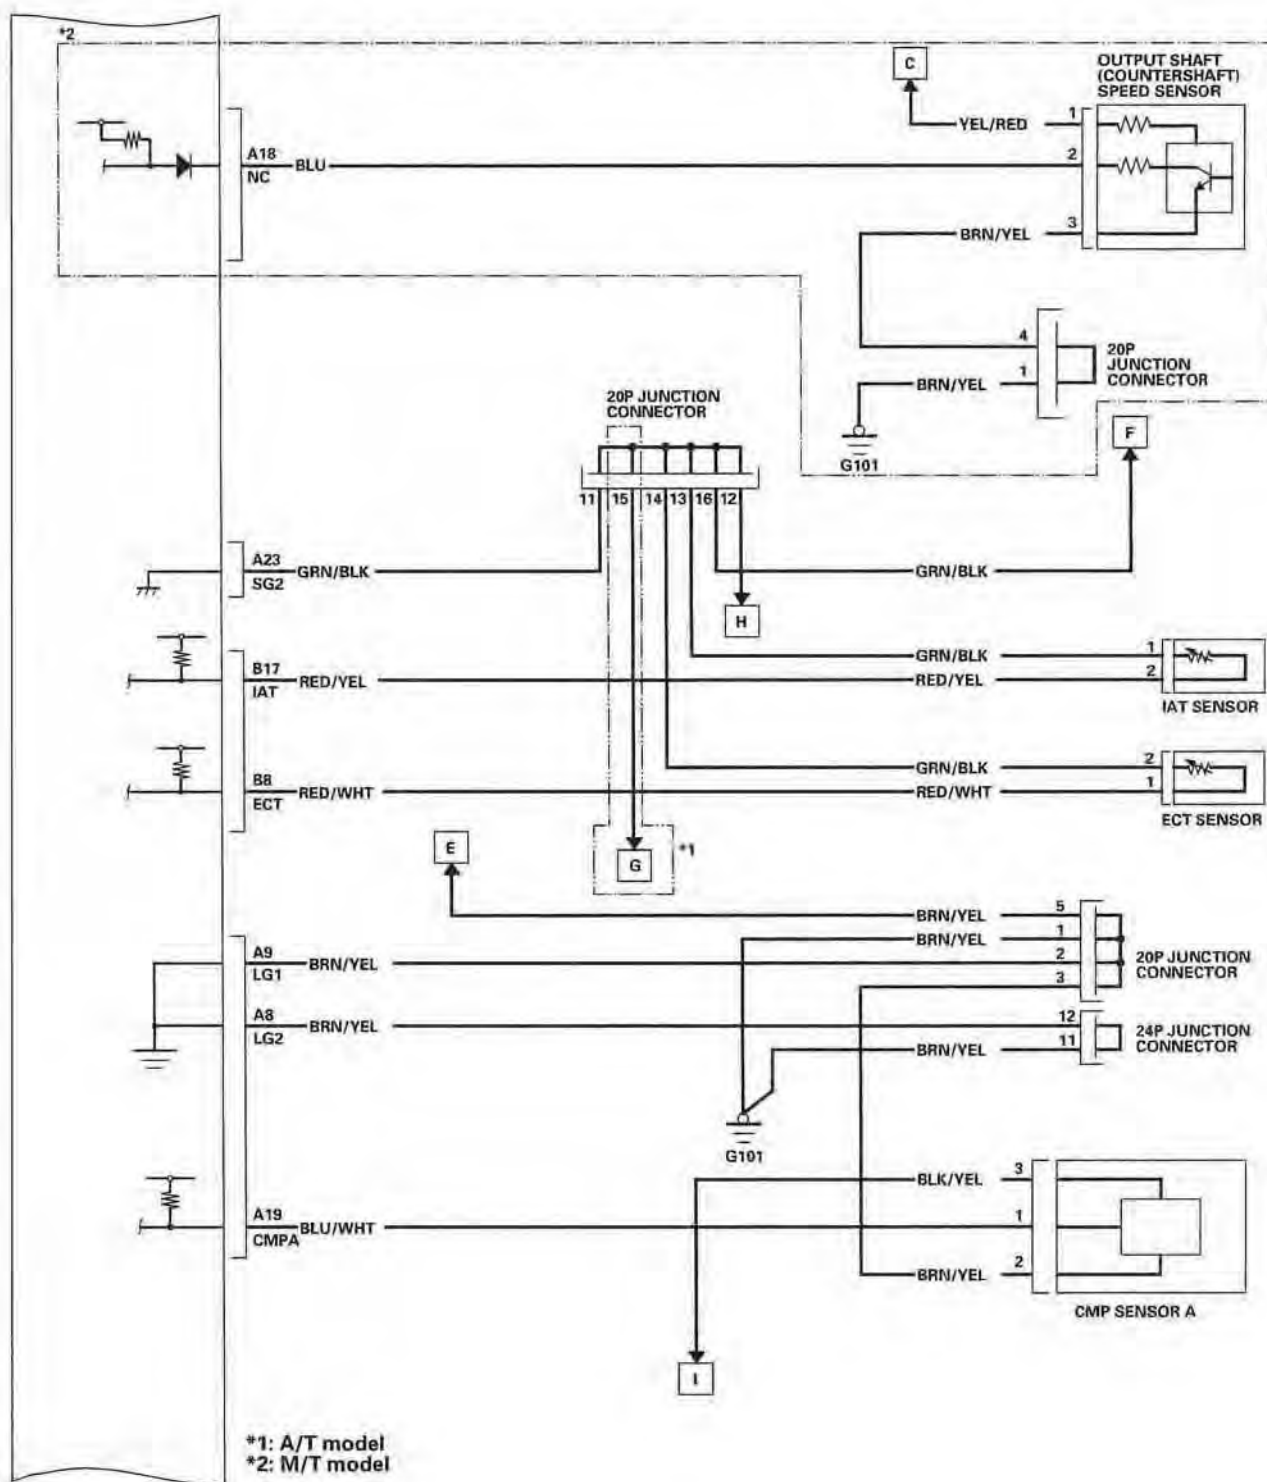 *2
C
OUTPUT SHAFT
(COUNTERSHAFT)
SPEED SENSOR
YEL/RED
1
A18
NC
BLU
2
BRN/YEL
3
4
20P
JUNCTION
CONNECTOR
BRN/YEL
1
G101
20P JUNCTION
CONNECTOR
F
11
15
14
13
16
12
A23
SG2
GRN/BLK
GRN/BLK
H
GRN/BLK
1
B17
IAT
RED/YEL
RED/YEL
2
IAT SENSOR
GRN/BLK
2
B8
ECT
RED/WHT
RED/WHT
1
ECT SENSOR
E
G
*1
BRN/YEL
5
BRN/YEL
1
A9
LG1
BRN/YEL
2
3
20P JUNCTION
CONNECTOR
A8
LG2
BRN/YEL
12
BRN/YEL
11
24P JUNCTION
CONNECTOR
G101
BLK/YEL
3
A19
CMPA
BLU/WHT
1
BRN/YEL
2
CMP SENSOR A
I
*1: A/T model
*2: M/T model